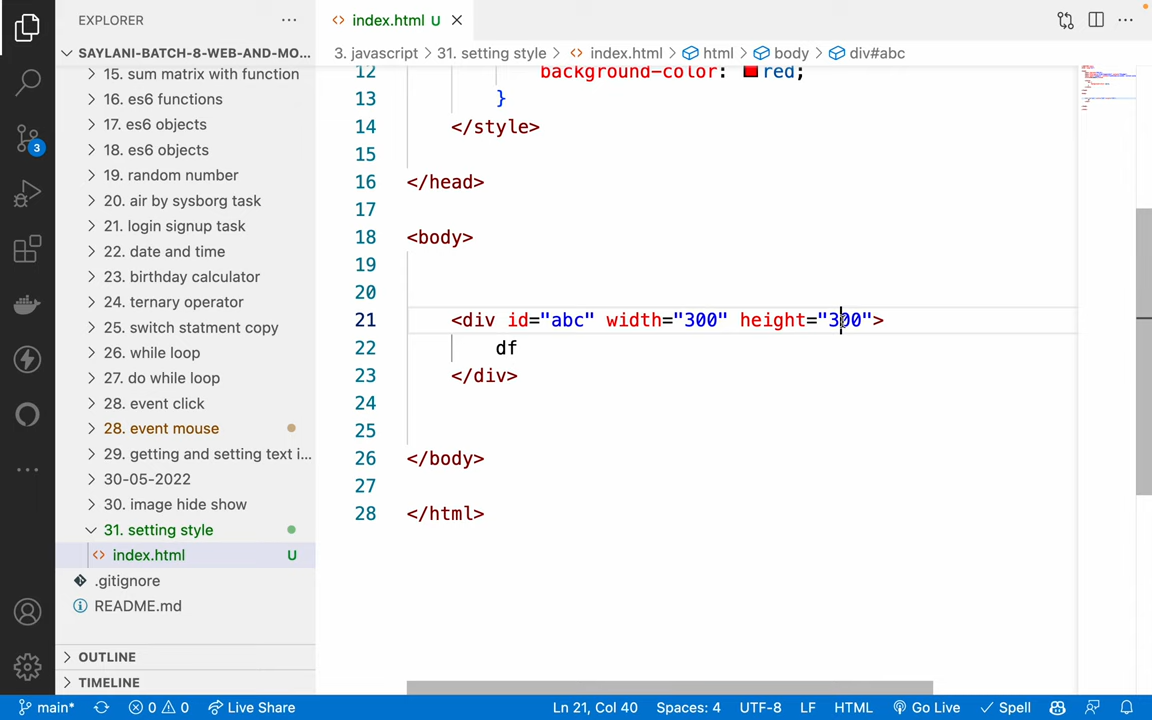 EXPLORER
index.html U
SAYLANI-BATCH-8-WEB-AND-MO...
3. javascript > 31. setting style > index.html > html > body > div#abc
15. sum matrix with function
16. es6 functions
17. es6 objects
18. es6 objects
19. random number
20. air by sysborg task
21. login signup task
22. date and time
23. birthday calculator
24. ternary operator
25. switch statment copy
26. while loop
27. do while loop
28. event click
28. event mouse
29. getting and setting text i...
30-05-2022
30. image hide show
31. setting style
index.html U
.gitignore
README.md
OUTLINE
TIMELINE
3
12 background-color: red;
13 }
14 </style>
15
16 </head>
17
18 <body>
19
20
21 <div id="abc" width="300" height="300">
22 df
23 </div>
24
25
26 </body>
27
28 </html>
main* 0 0 Live Share Ln 21, Col 40 Spaces: 4 UTF-8 LF HTML Go Live Spell